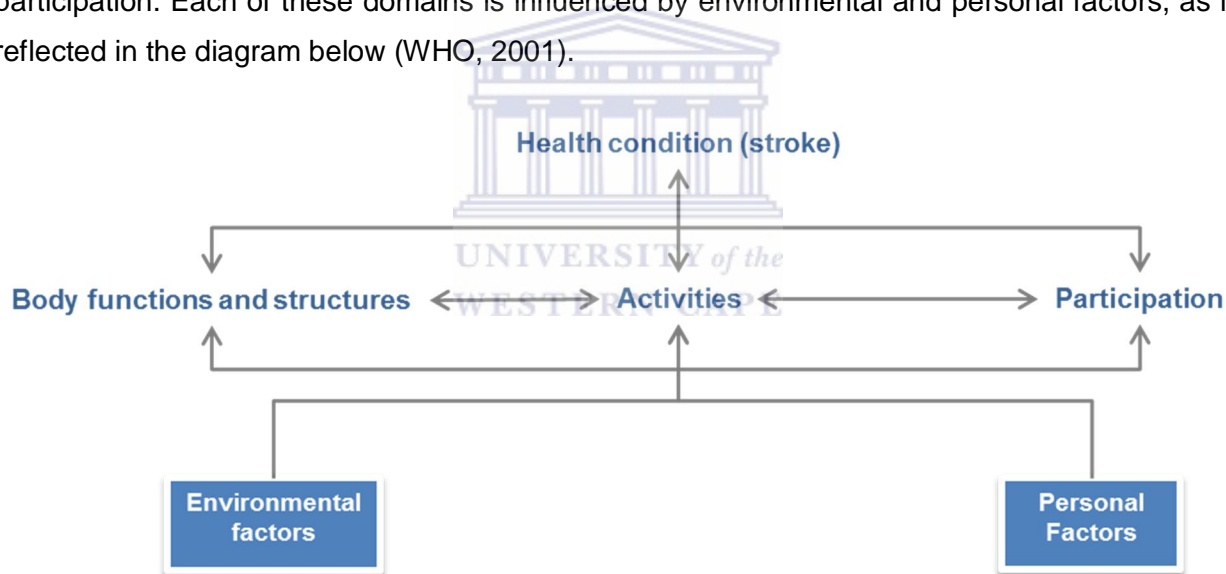 participation. Each of these domains is influenced by environmental and personal factors, as
reflected in the diagram below (WHO, 2001).
Health condition (stroke)
UNIVERSITY of the
WESTERN CAPE
Body functions and structures Activities Participation
Environmental
factors
Personal
Factors